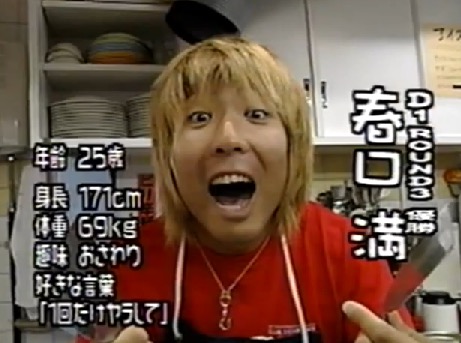 年齢 25歳
身長 171cm
体重 69kg
趣味 おさわり
好きな言葉
「1回だけヤラして」
D1 ROUND3
優勝
春口 満